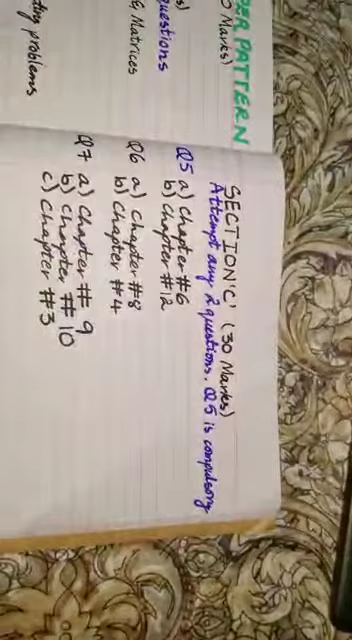 PER PATTERN
Marks)
Questions
& Matrices
problems
SECTION 'C' (30 Marks)
Attempt any 2 questions. Q5 is compulsory
Q5 a) Chapter #6
b) Chapter #12
Q6 a) Chapter #8
b) Chapter #4
Q7 a) Chapter # 9
b) Chapter # 10
c) Chapter #3